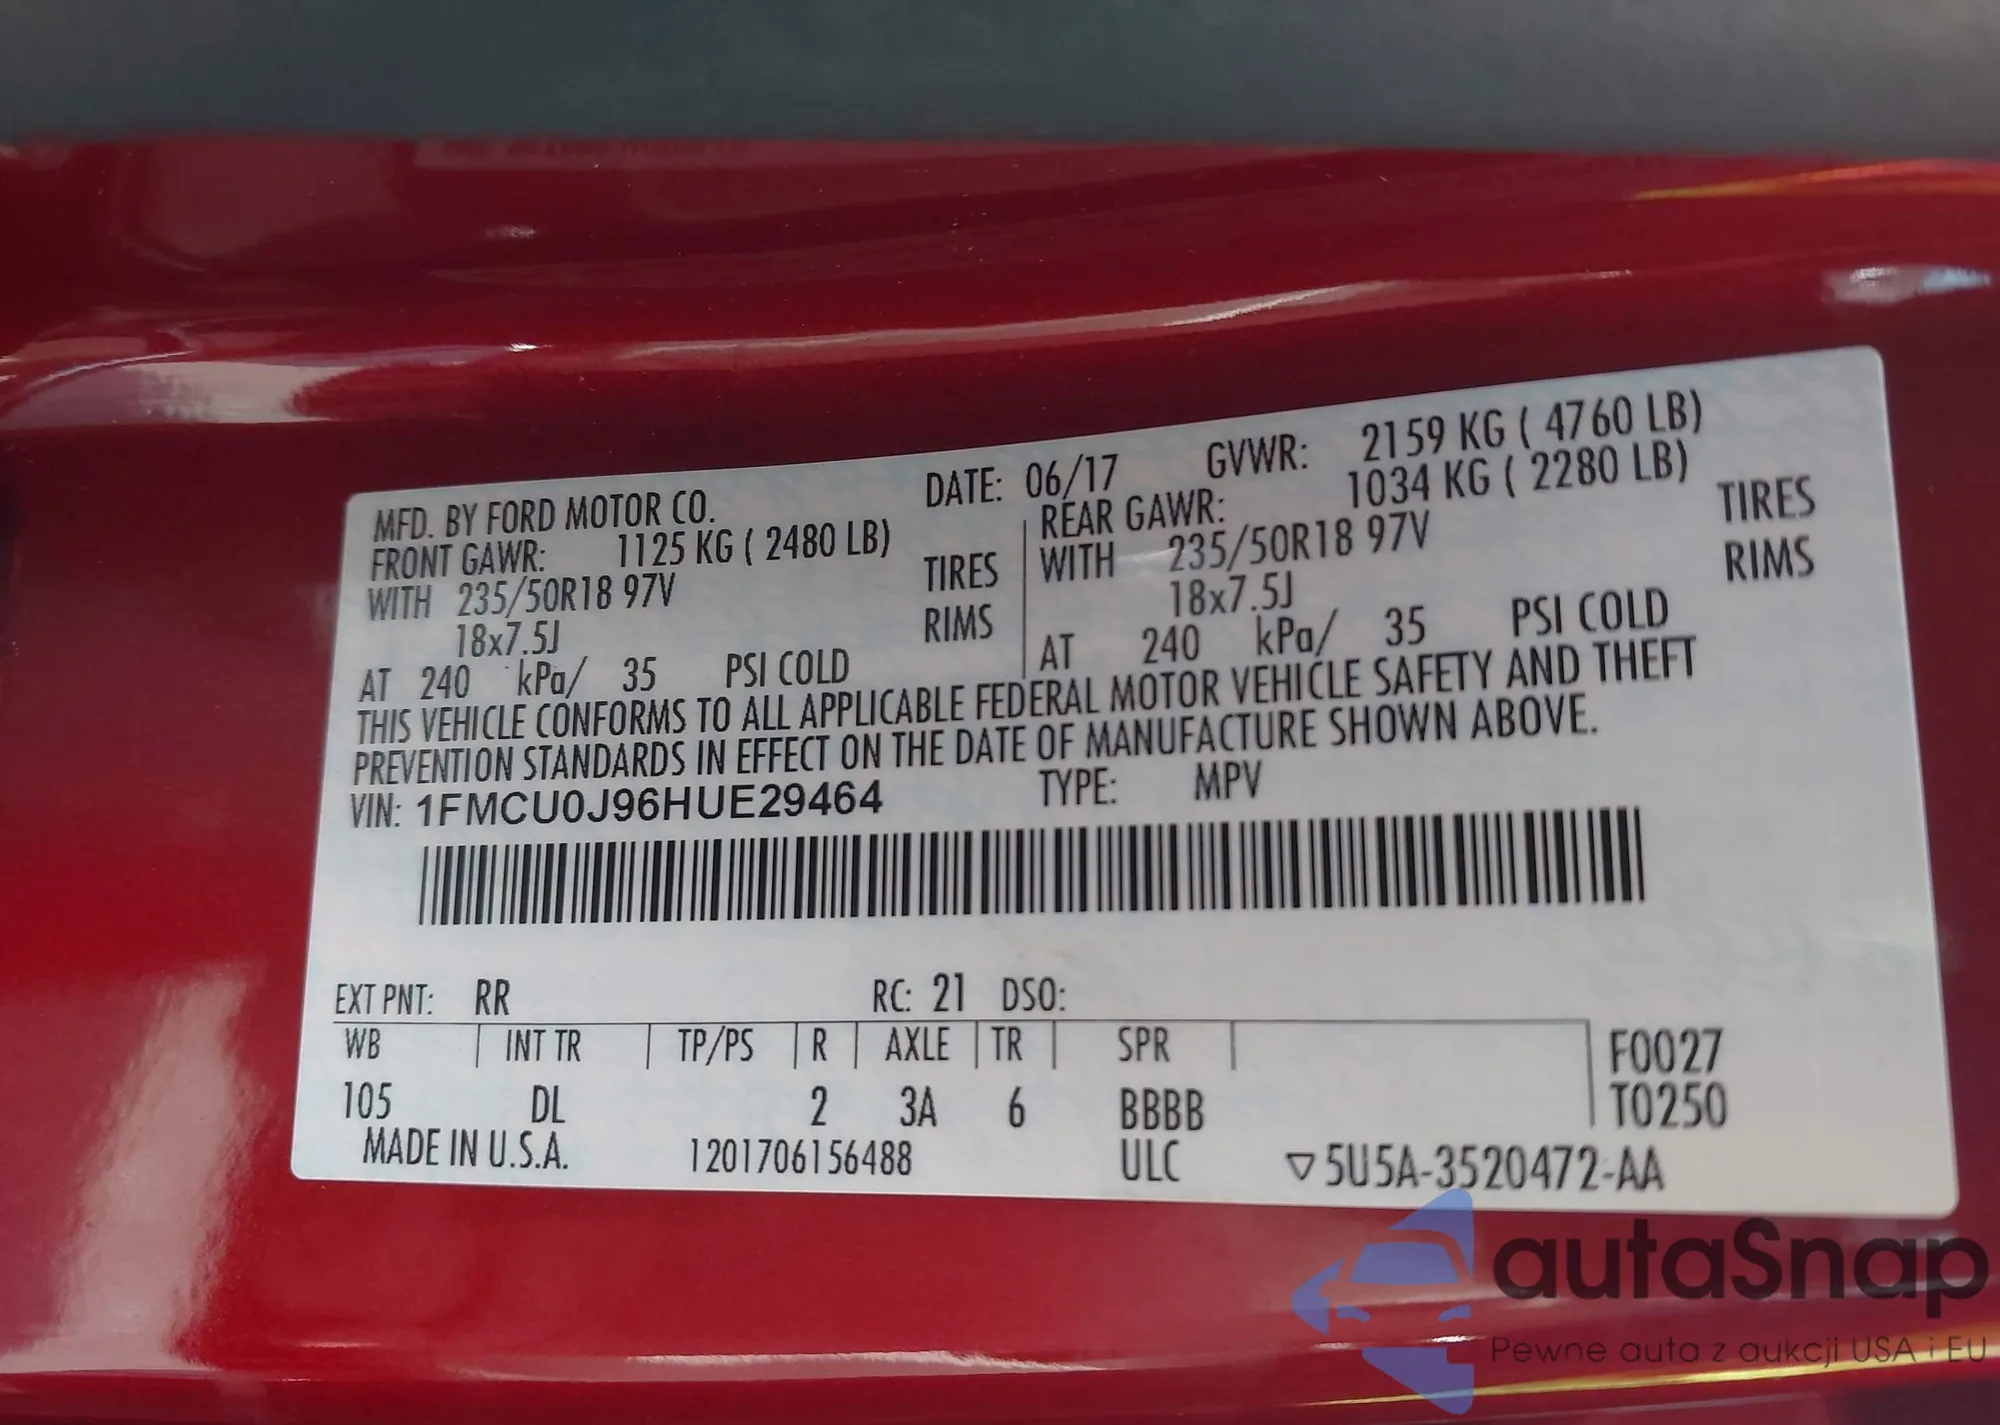 MFD. BY FORD MOTOR CO. DATE: 06/17 GVWR: 2159 KG ( 4760 LB)
FRONT GAWR: 1125 KG ( 2480 LB) REAR GAWR: 1034 KG ( 2280 LB)
WITH 235/50R18 97V TIRES WITH 235/50R18 97V TIRES
18x7.5J RIMS 18x7.5J RIMS
AT 240 kPa/ 35 PSI COLD AT 240 kPa/ 35 PSI COLD
THIS VEHICLE CONFORMS TO ALL APPLICABLE FEDERAL MOTOR VEHICLE SAFETY AND THEFT
PREVENTION STANDARDS IN EFFECT ON THE DATE OF MANUFACTURE SHOWN ABOVE.
VIN: 1FMCU0J96HUE29464 TYPE: MPV
EXT PNT: RR RC: 21 DSO:
WB INT TR TP/PS R AXLE TR SPR F0027
105 DL 2 3A 6 BBBB T0250
MADE IN U.S.A. 1201706156488 ULC ▽5U5A-3520472-AA
autaSnap
Pewne auta z aukcji USA i EU